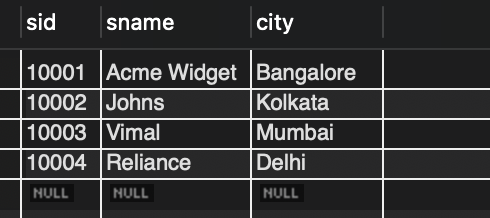 sid sname city
10001 Acme Widget Bangalore
10002 Johns Kolkata
10003 Vimal Mumbai
10004 Reliance Delhi
NULL NULL NULL